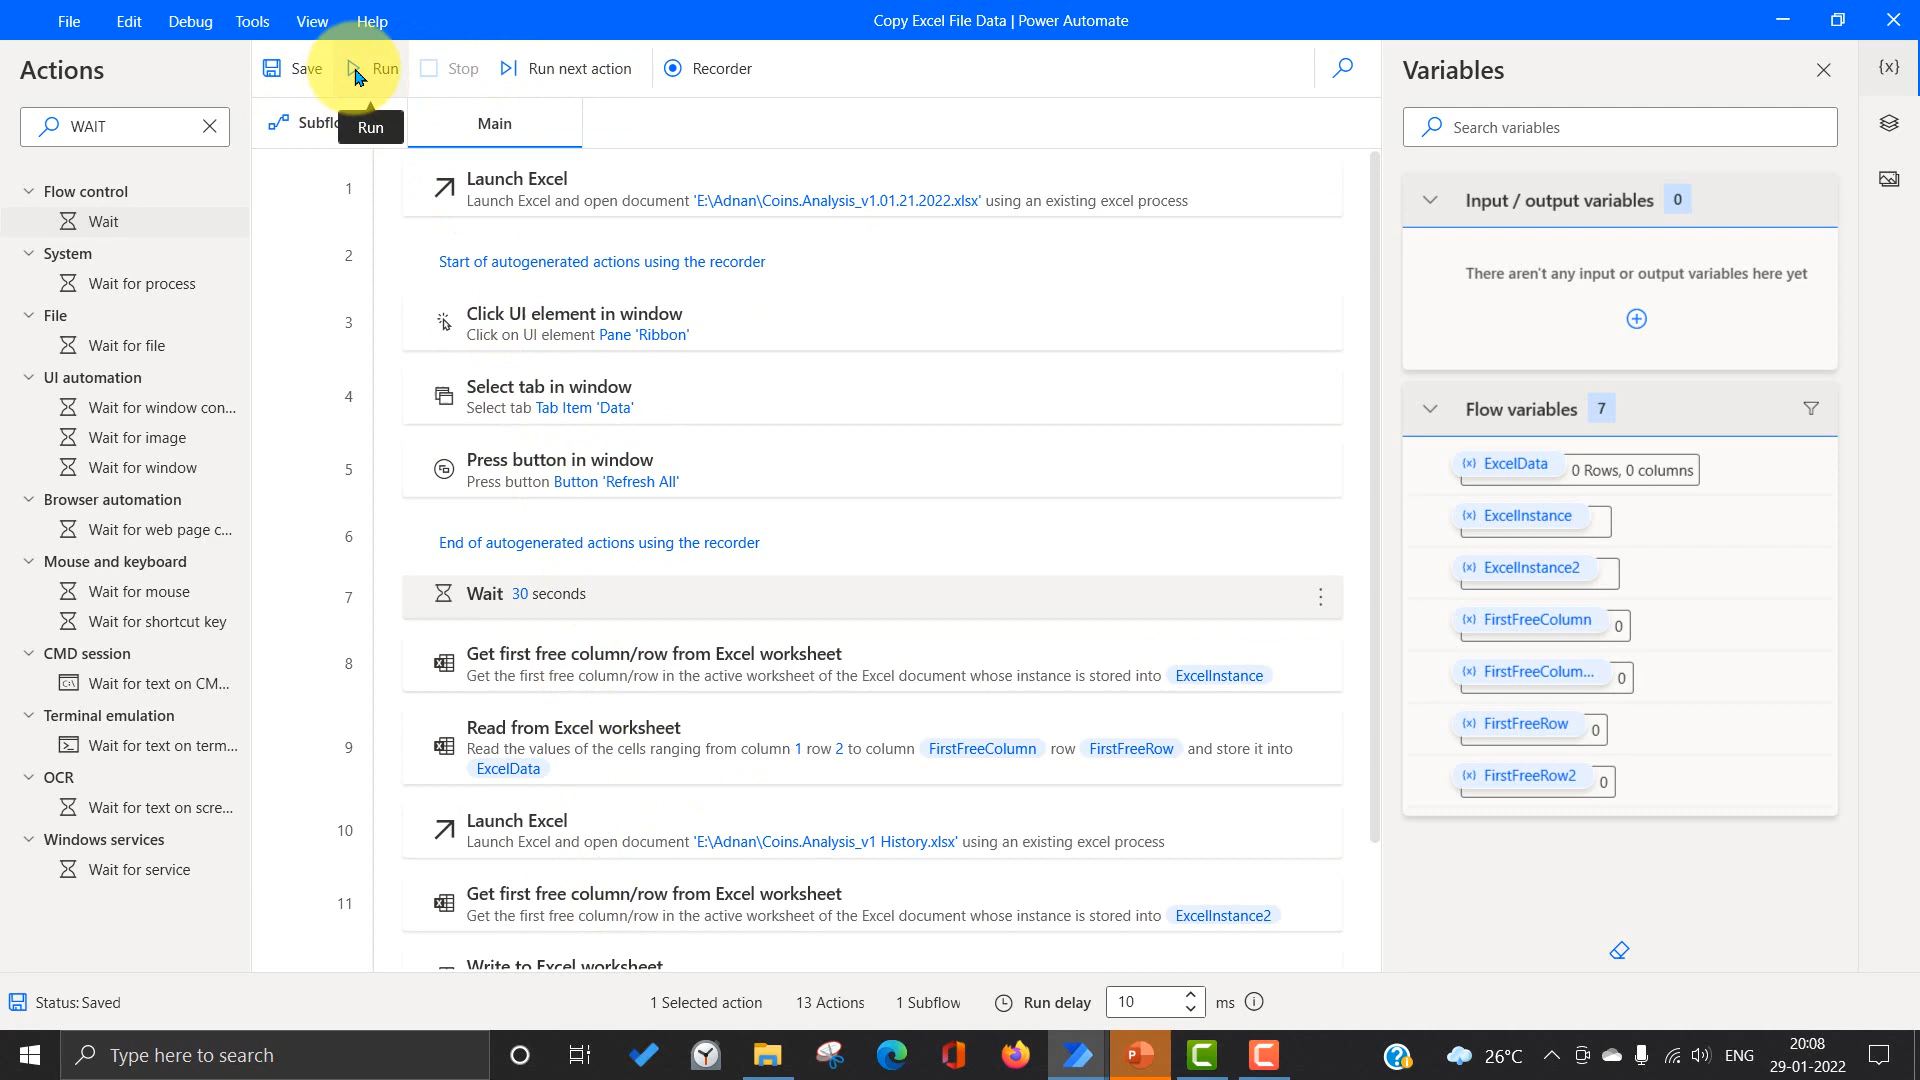 File Edit Debug Tools View Help
Copy Excel File Data | Power Automate
Actions
WAIT
Flow control
Wait
System
Wait for process
File
Wait for file
UI automation
Wait for window con...
Wait for image
Wait for window
Browser automation
Wait for web page c...
Mouse and keyboard
Wait for mouse
Wait for shortcut key
CMD session
Wait for text on CM...
Terminal emulation
Wait for text on term...
OCR
Wait for text on scre...
Windows services
Wait for service
Save Run Stop Run next action Recorder
Subflo
Run
Main
1
Launch Excel
Launch Excel and open document 'E:\Adnan\Coins.Analysis_v1.01.21.2022.xlsx' using an existing excel process
2
Start of autogenerated actions using the recorder
3
Click UI element in window
Click on UI element Pane 'Ribbon'
4
Select tab in window
Select tab Tab Item 'Data'
5
Press button in window
Press button Button 'Refresh All'
6
End of autogenerated actions using the recorder
7
Wait 30 seconds
8
Get first free column/row from Excel worksheet
Get the first free column/row in the active worksheet of the Excel document whose instance is stored into ExcelInstance
9
Read from Excel worksheet
Read the values of the cells ranging from column 1 row 2 to column FirstFreeColumn row FirstFreeRow and store it into
ExcelData
10
Launch Excel
Launch Excel and open document 'E:\Adnan\Coins.Analysis_v1 History.xlsx' using an existing excel process
11
Get first free column/row from Excel worksheet
Get the first free column/row in the active worksheet of the Excel document whose instance is stored into ExcelInstance2
Write to Excel worksheet
Variables
{x}
Search variables
Input / output variables 0
There aren't any input or output variables here yet
Flow variables 7
(x) ExcelData 0 Rows, 0 columns
(x) ExcelInstance
(x) ExcelInstance2
(x) FirstFreeColumn 0
(x) FirstFreeColum... 0
(x) FirstFreeRow 0
(x) FirstFreeRow2 0
Status: Saved
1 Selected action 13 Actions 1 Subflow Run delay 10 ms
Type here to search
26°C ENG
20:08
29-01-2022